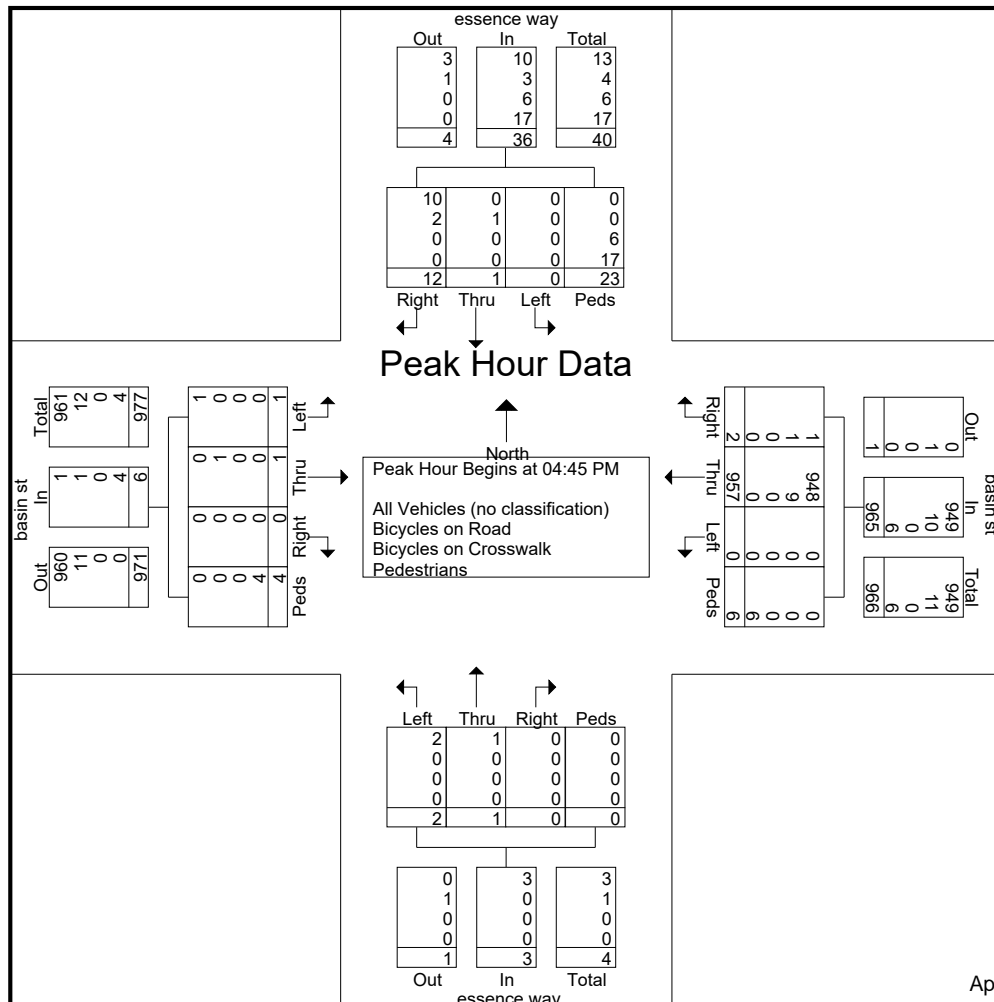 essence way
Out In Total
3 10 13
1 3 4
0 6 6
0 17 17
4 36 40
10 0 0 0
2 1 0 0
0 0 0 6
0 0 0 17
12 1 0 23
Right Thru Left Peds
Peak Hour Data
basin st
Total
961 12 0 4 977
In
1 1 0 4 6
Out
960 11 0 0 971
Left
1 0 0 0 1
Thru
0 1 0 0 1
Right
0 0 0 0 0
Peds
0 0 0 4 4
North
Peak Hour Begins at 04:45 PM
All Vehicles (no classification)
Bicycles on Road
Bicycles on Crosswalk
Pedestrians
Right
1 1 0 0 2
Thru
948 9 0 0 957
Left
0 0 0 0 0
Peds
0 0 0 6 6
Out
0 1 0 0 1
In
949 10 0 6 965
Total
949 11 0 6 966
basin st
Left Thru Right Peds
2 1 0 0
0 0 0 0
0 0 0 0
0 0 0 0
2 1 0 0
0 3 3
1 0 1
0 0 0
0 0 0
1 3 4
Out In Total
essence way
Ap